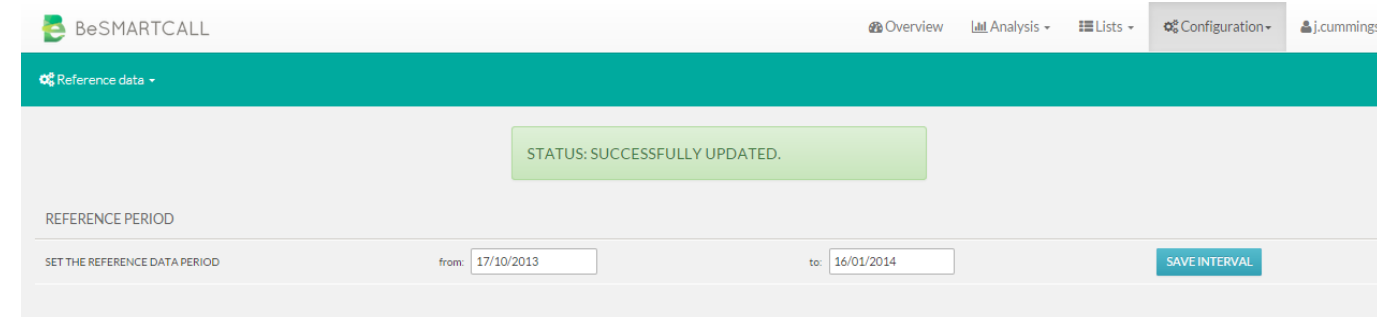 BeSMARTCALL Overview Analysis Lists Configuration j.cummings
Reference data
STATUS: SUCCESSFULLY UPDATED.
REFERENCE PERIOD
SET THE REFERENCE DATA PERIOD from: 17/10/2013 to: 16/01/2014 SAVE INTERVAL